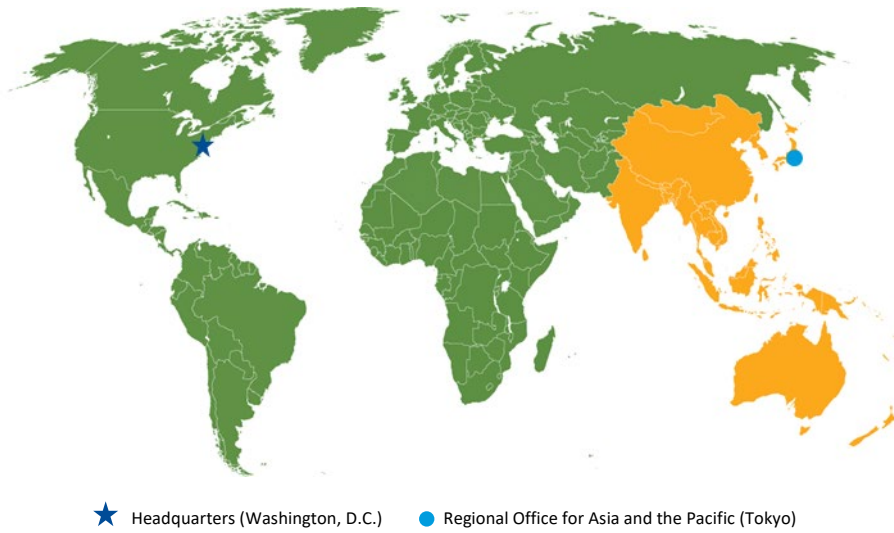 Headquarters (Washington, D.C.) Regional Office for Asia and the Pacific (Tokyo)